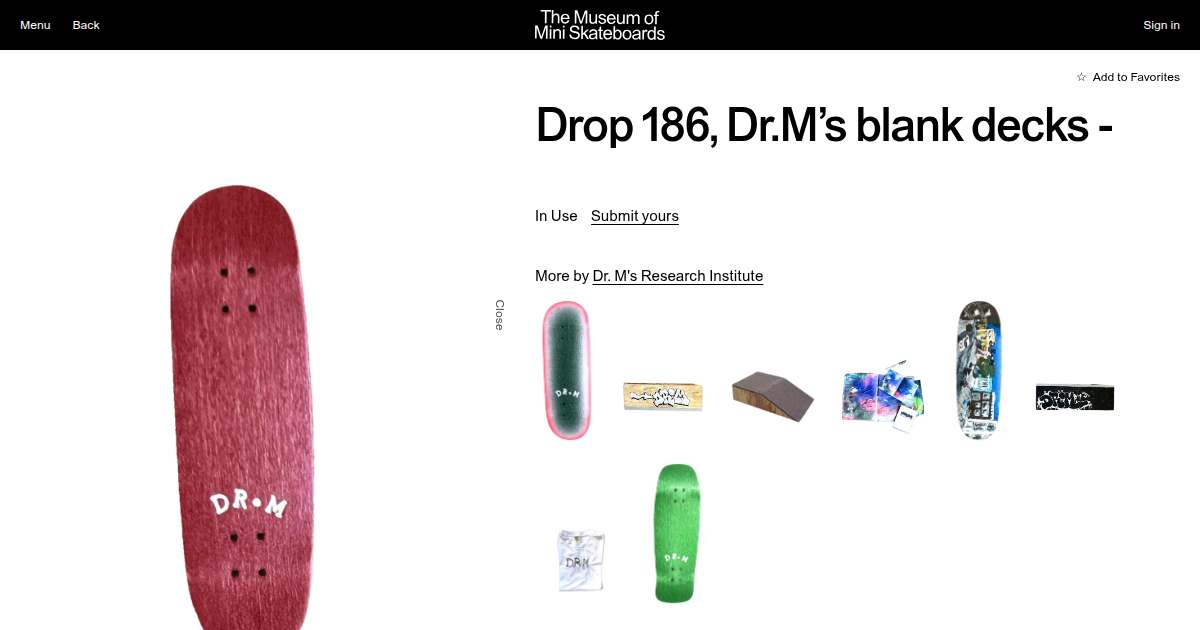 Menu
Back
The Museum of
Mini Skateboards
Sign in
☆ Add to Favorites
Drop 186, Dr.M’s blank decks -
In Use
Submit yours
More by Dr. M's Research Institute
Close
DR•M
DR•M
DRM
DR•M